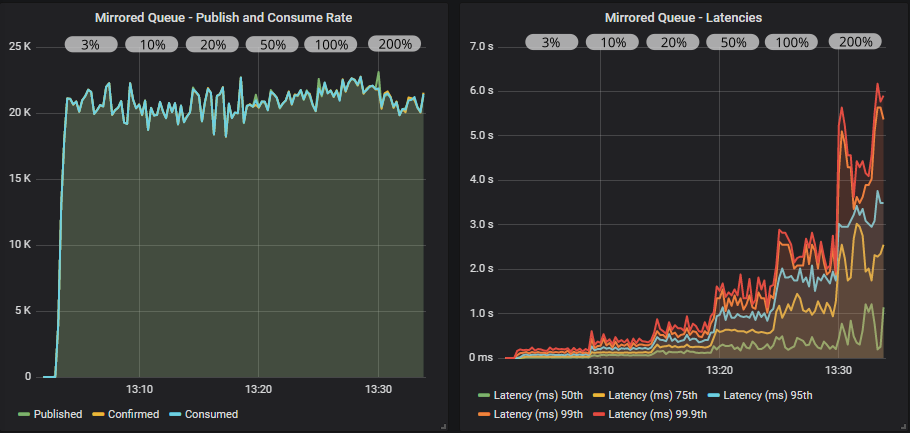 Mirrored Queue - Publish and Consume Rate
25 K
3%
10%
20%
50%
100%
200%
20 K
15 K
10 K
5 K
0
13:10
13:20
13:30
Published
Confirmed
Consumed
Mirrored Queue - Latencies
7.0 s
3%
10%
20%
50%
100%
200%
6.0 s
5.0 s
4.0 s
3.0 s
2.0 s
1.0 s
0 ms
13:10
13:20
13:30
Latency (ms) 50th
Latency (ms) 75th
Latency (ms) 95th
Latency (ms) 99th
Latency (ms) 99.9th